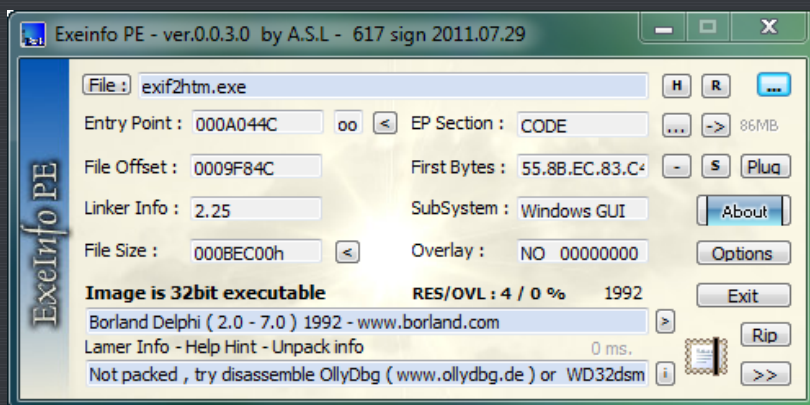 Exeinfo PE - ver.0.0.3.0 by A.S.L - 617 sign 2011.07.29
ExeInfo PE
File : exif2htm.exe H R ...
Entry Point : 000A044C oo < EP Section : CODE ... -> 86MB
File Offset : 0009F84C First Bytes : 55.8B.EC.83.C4 - S Plug
Linker Info : 2.25 SubSystem : Windows GUI About
File Size : 000BEC00h < Overlay : NO 00000000 Options
Image is 32bit executable RES/OVL : 4 / 0 % 1992 Exit
Borland Delphi ( 2.0 - 7.0 ) 1992 - www.borland.com >
Lamer Info - Help Hint - Unpack info 0 ms. Rip
Not packed , try disassemble OllyDbg ( www.ollydbg.de ) or WD32dsm i >>